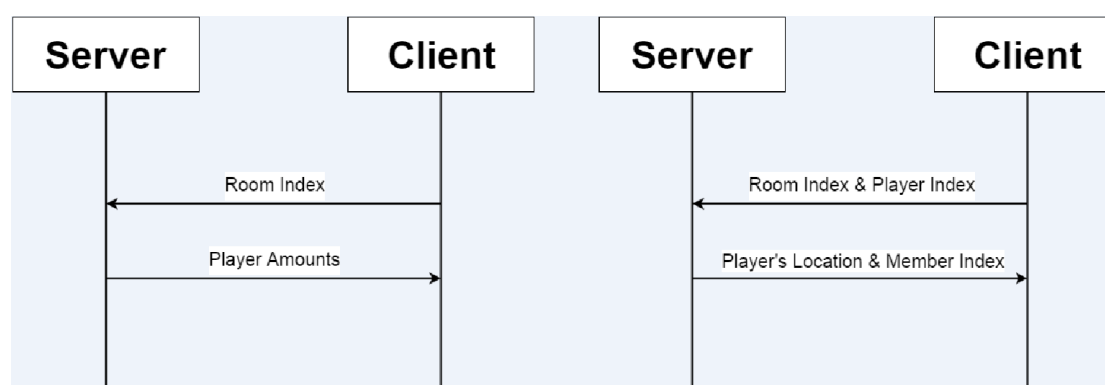 Server
Client
Server
Client
Room Index
Room Index & Player Index
Player Amounts
Player's Location & Member Index